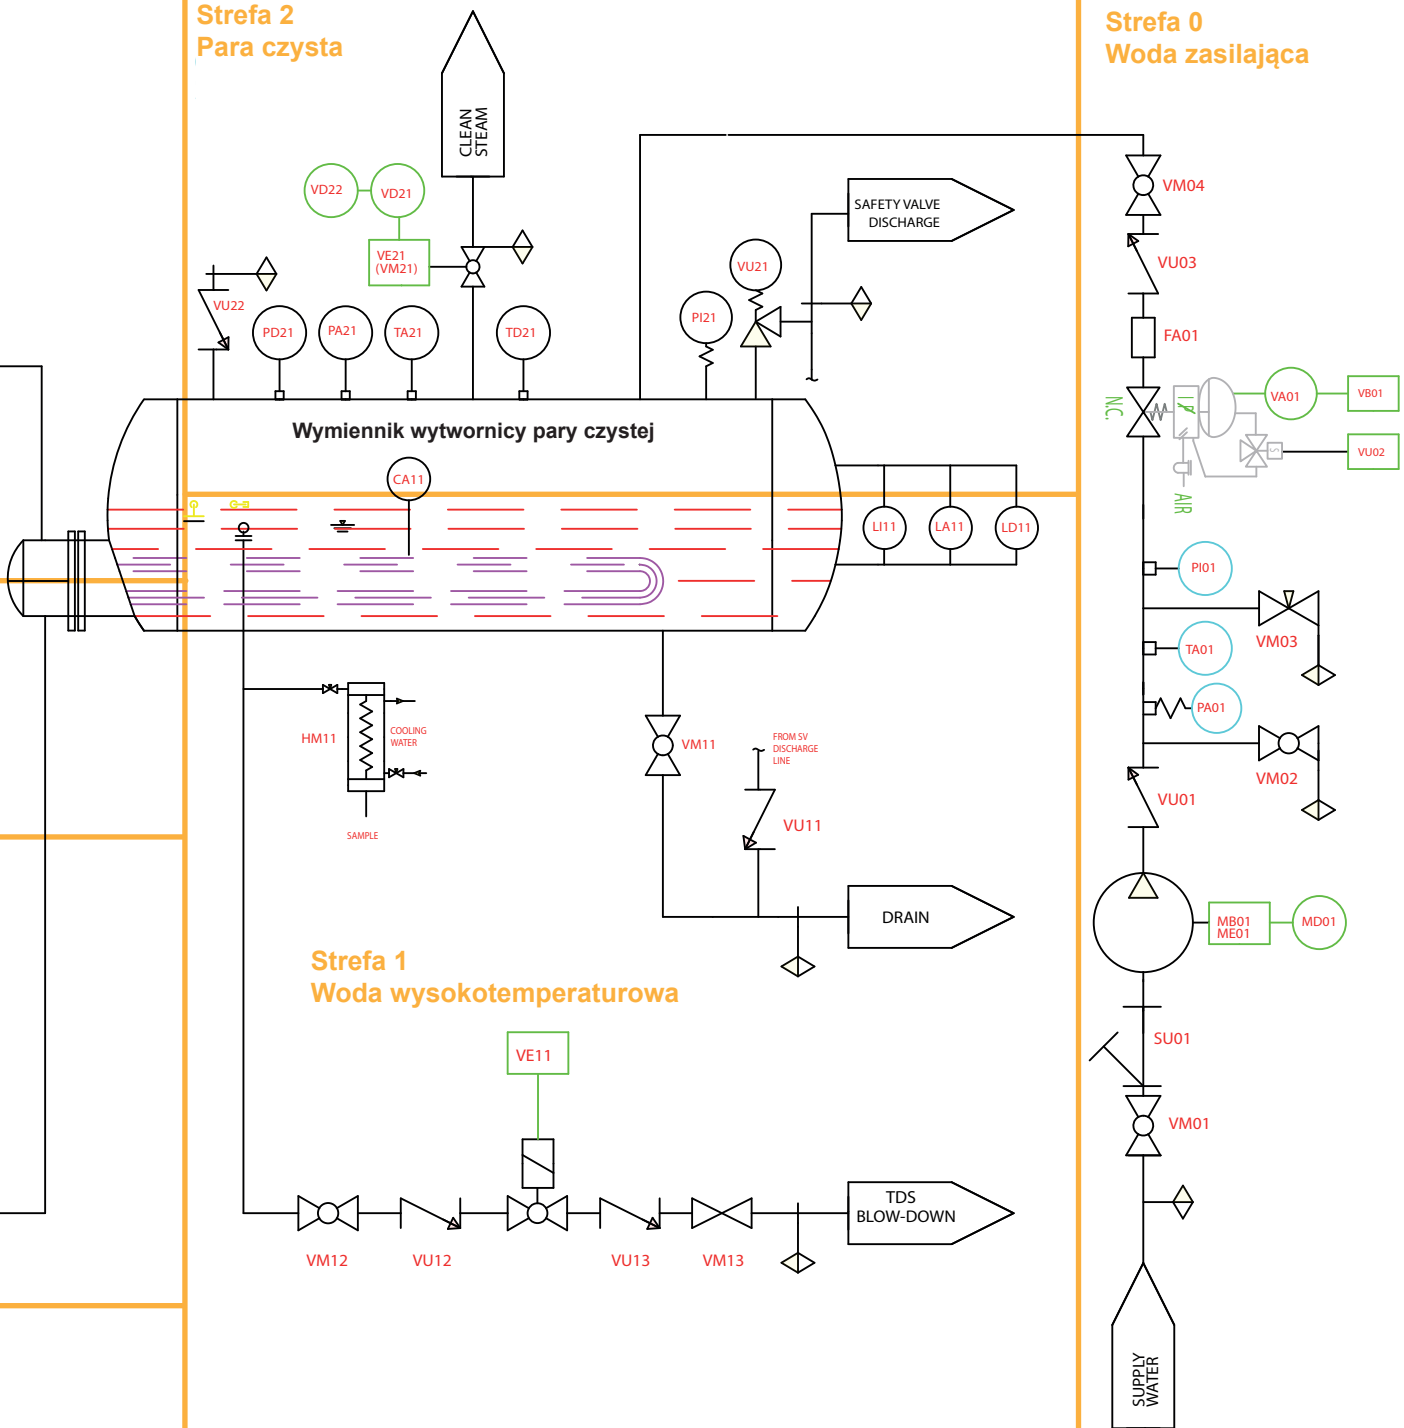 Strefa 2
Para czysta
Strefa 0
Woda zasilająca
CLEAN
STEAM
VD22
VD21
VE21
(VM21)
SAFETY VALVE
DISCHARGE
VM04
VU03
VU22
PD21
PA21
TA21
TD21
PI21
VU21
FA01
N.C.
I P
VA01
VB01
S
VU02
AIR
Wymiennik wytwornicy pary czystej
CA11
LI11
LA11
LD11
PI01
VM03
TA01
PA01
HM11
COOLING
WATER
SAMPLE
VM11
FROM SV
DISCHARGE
LINE
VU11
VM02
VU01
DRAIN
MB01
ME01
MD01
Strefa 1
Woda wysokotemperaturowa
VE11
SU01
VM01
VM12
VU12
VU13
VM13
TDS
BLOW-DOWN
SUPPLY
WATER